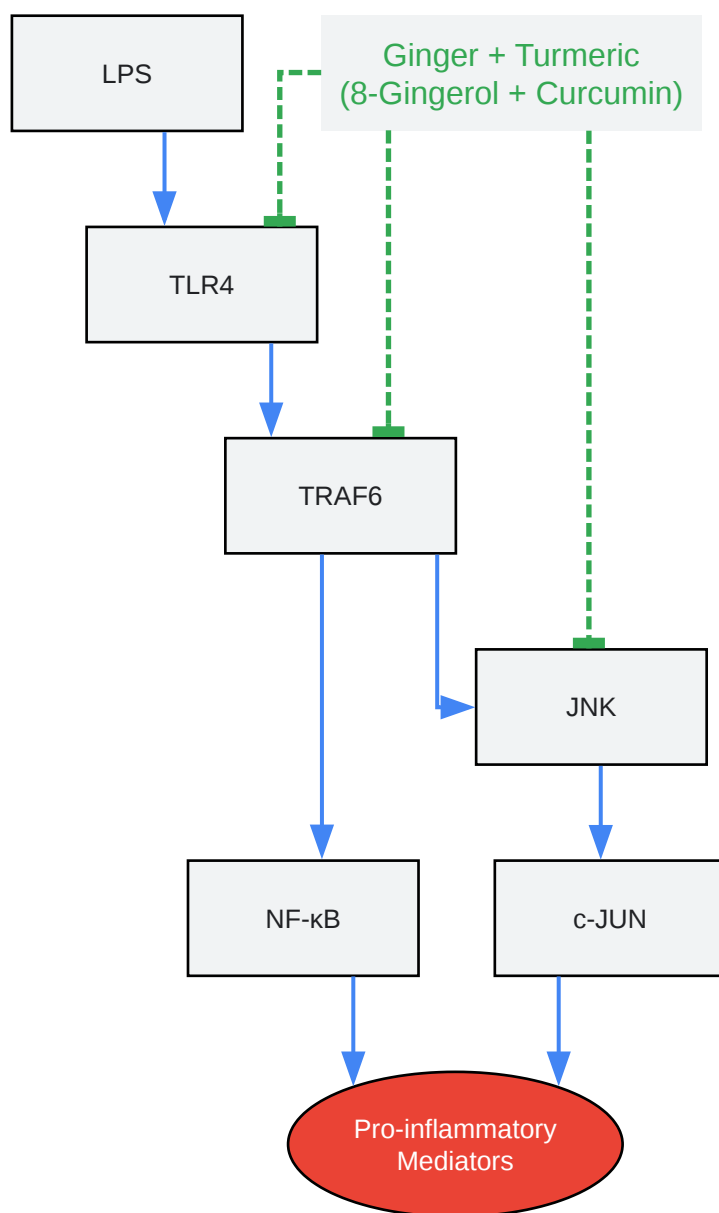 LPS
Ginger + Turmeric
(8-Gingerol + Curcumin)
TLR4
TRAF6
JNK
NF-κB
c-JUN
Pro-inflammatory
Mediators